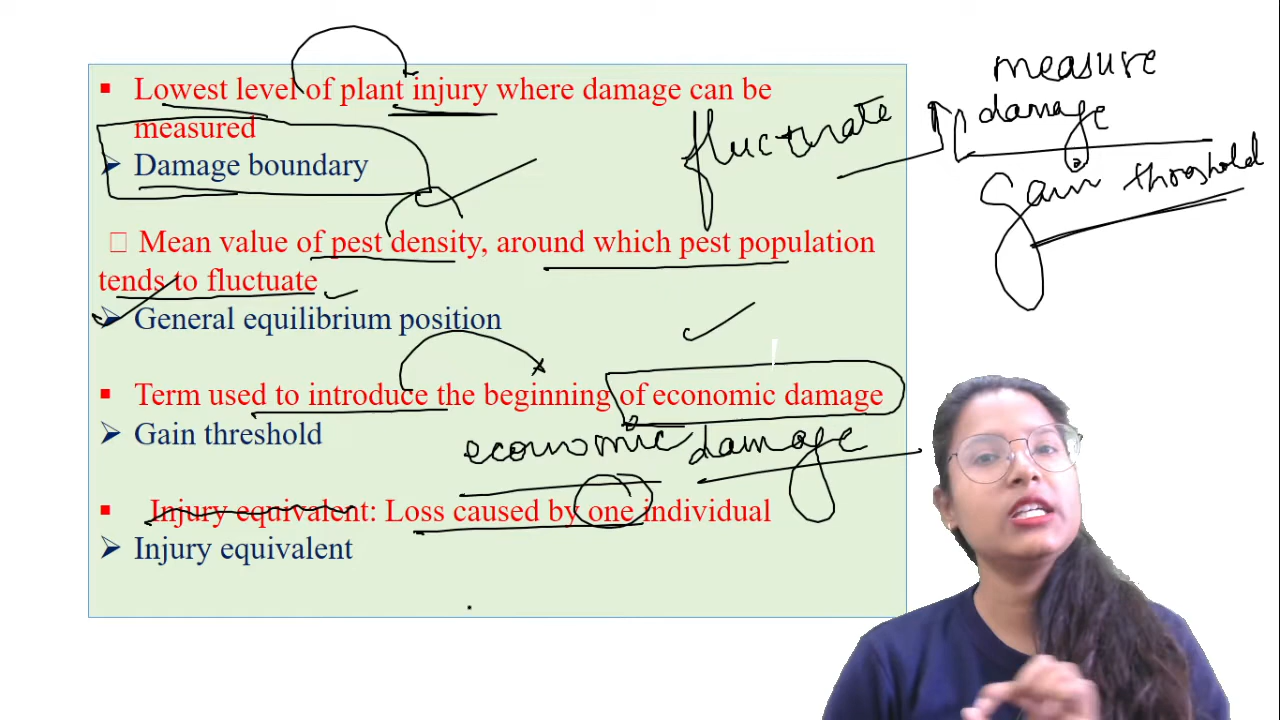 Lowest level of plant injury where damage can be
measured
Damage boundary
Mean value of pest density, around which pest population
tends to fluctuate
General equilibrium position
Term used to introduce the beginning of economic damage
Gain threshold
Injury equivalent: Loss caused by one individual
Injury equivalent
fluctuate
measure
damage
Gain threshold
economic damage